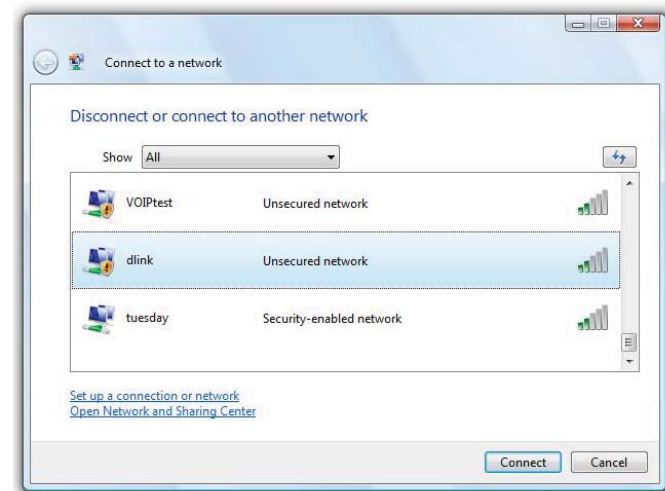 Connect to a network
Disconnect or connect to another network
Show All
VOIPtest Unsecured network
dlink Unsecured network
tuesday Security-enabled network
Set up a connection or network
Open Network and Sharing Center
Connect Cancel